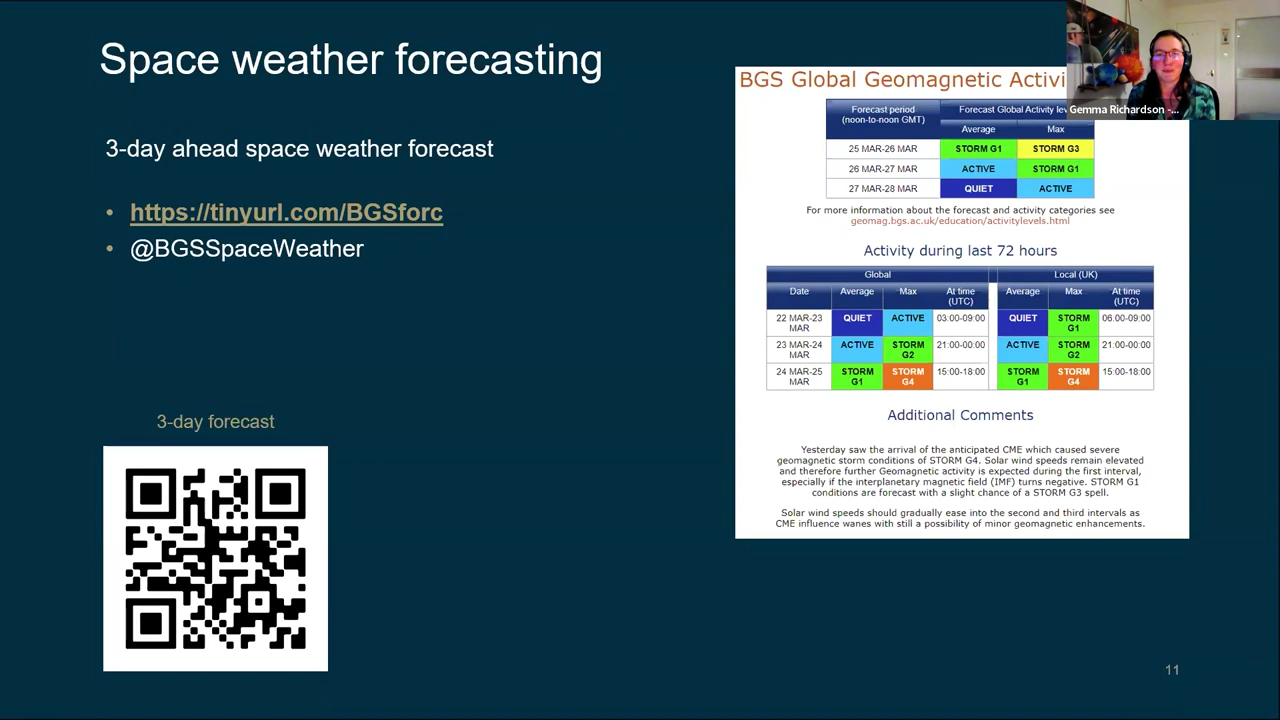 Space weather forecasting
3-day ahead space weather forecast
• https://tinyurl.com/BGSforc
• @BGSSpaceWeather
3-day forecast
BGS Global Geomagnetic
Forecast period
(noon-to-noon GMT)
Forecast Global Activity
Average Max
25 MAR-26 MAR STORM G1 STORM G3
26 MAR-27 MAR ACTIVE STORM G1
27 MAR-28 MAR QUIET ACTIVE
For more information about the forecast and activity categories see
geomag.bgs.ac.uk/education/activitylevels.html
Activity during last 72 hours
Global Local (UK)
Date Average Max At time (UTC) Average Max At time (UTC)
22 MAR-23 MAR QUIET ACTIVE 03:00-09:00 QUIET STORM G1 06:00-09:00
23 MAR-24 MAR ACTIVE STORM G2 21:00-00:00 ACTIVE STORM G2 21:00-00:00
24 MAR-25 MAR STORM G1 STORM G4 15:00-18:00 STORM G1 STORM G4 15:00-18:00
Additional Comments
Yesterday saw the arrival of the anticipated CME which caused severe
geomagnetic storm conditions of STORM G4. Solar wind speeds remain elevated
and therefore further Geomagnetic activity is expected during the first interval,
especially if the interplanetary magnetic field (IMF) turns negative. STORM G1
conditions are forecast with a slight chance of a STORM G3 spell.
Solar wind speeds should gradually ease into the second and third intervals as
CME influence wanes with still a possibility of minor geomagnetic enhancements.
Gemma Richardson -...
11